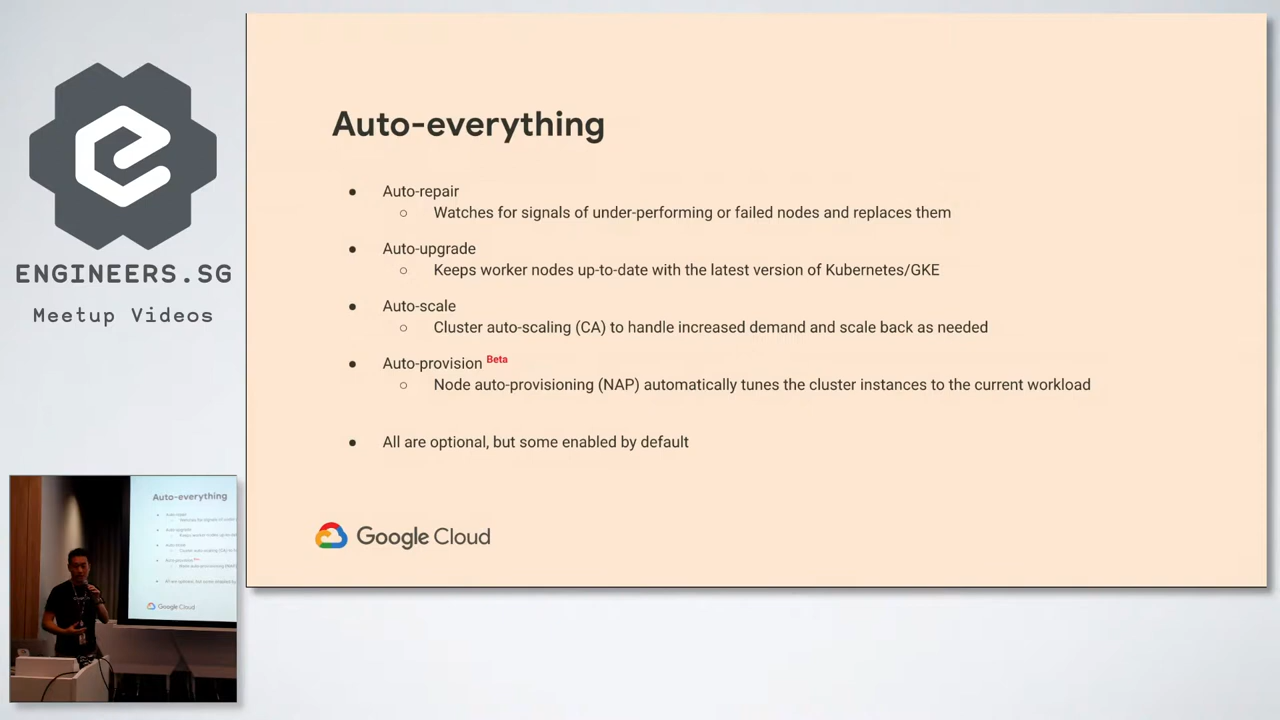 ENGINEERS.SG
Meetup Videos
Auto-everything
● Auto-repair
○ Watches for signals of under-performing or failed nodes and replaces them
● Auto-upgrade
○ Keeps worker nodes up-to-date with the latest version of Kubernetes/GKE
● Auto-scale
○ Cluster auto-scaling (CA) to handle increased demand and scale back as needed
● Auto-provision Beta
○ Node auto-provisioning (NAP) automatically tunes the cluster instances to the current workload
● All are optional, but some enabled by default
Google Cloud
Auto-everything
Google Cloud